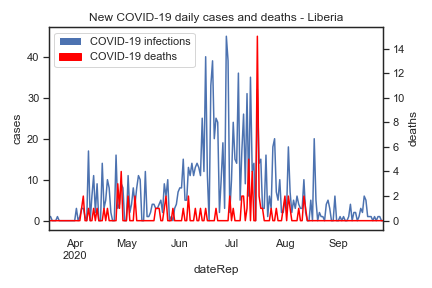 New COVID-19 daily cases and deaths - Liberia
COVID-19 infections
COVID-19 deaths
40
30
20
10
0
cases
14
12
10
8
6
4
2
0
deaths
Apr
2020
May
Jun
Jul
Aug
Sep
dateRep